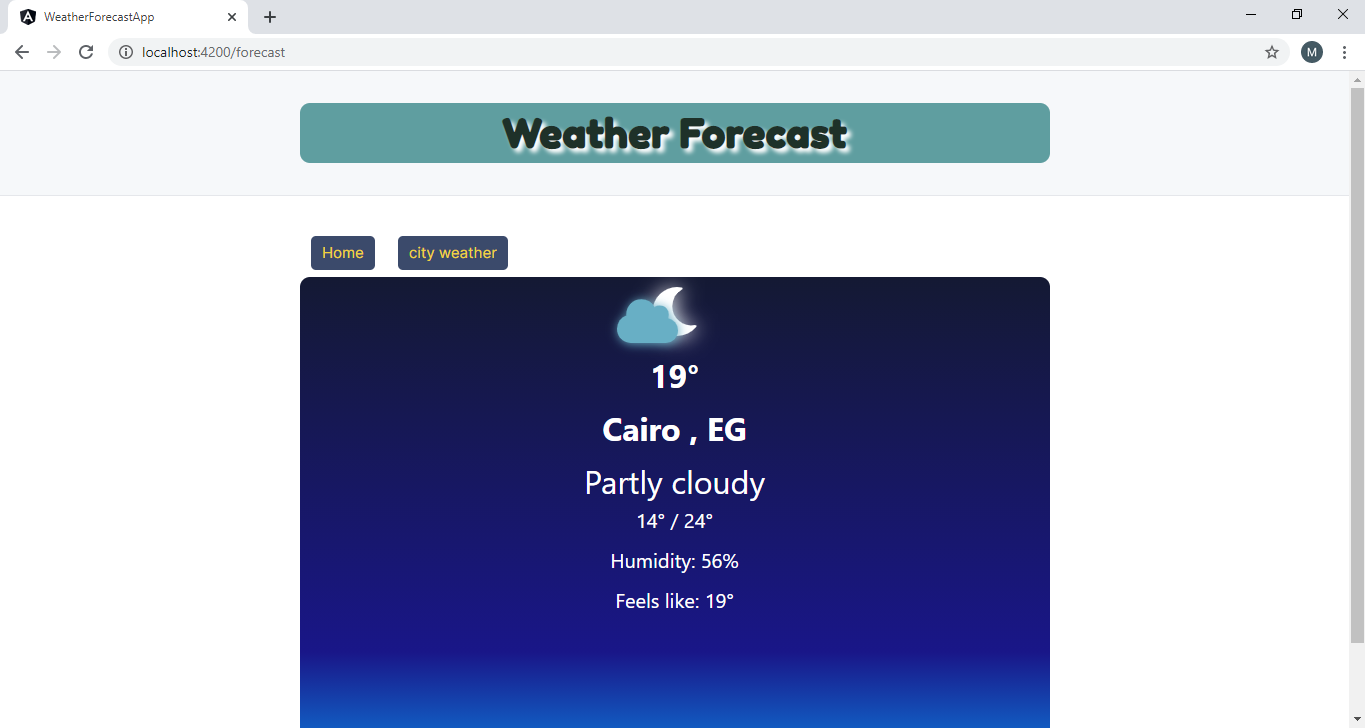 WeatherForecastApp
localhost:4200/forecast
M
Weather Forecast
Home
city weather
19°
Cairo , EG
Partly cloudy
14° / 24°
Humidity: 56%
Feels like: 19°